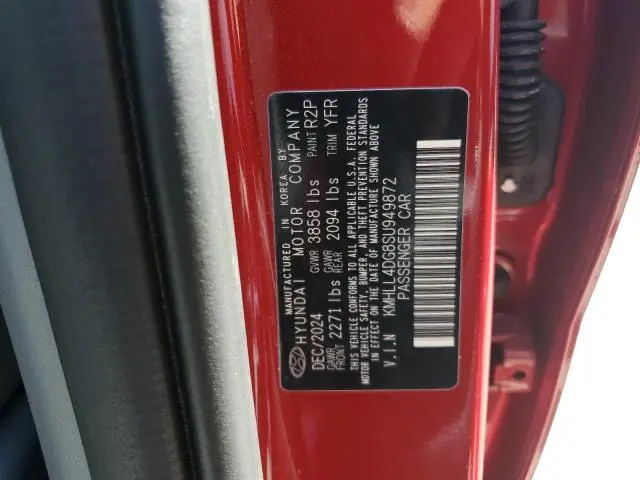 MANUFACTURED IN KOREA BY
HYUNDAI MOTOR COMPANY
DEC/2024 GVWR 3858 lbs PAINT R2P
GAWR FRONT 2271 lbs GAWR REAR 2094 lbs TRIM YFR
THIS VEHICLE CONFORMS TO ALL APPLICABLE U.S.A. FEDERAL
MOTOR VEHICLE SAFETY, BUMPER, AND THEFT PREVENTION STANDARDS
IN EFFECT ON THE DATE OF MANUFACTURE SHOWN ABOVE
V.I.N KMHLL4DG8SU949872
PASSENGER CAR